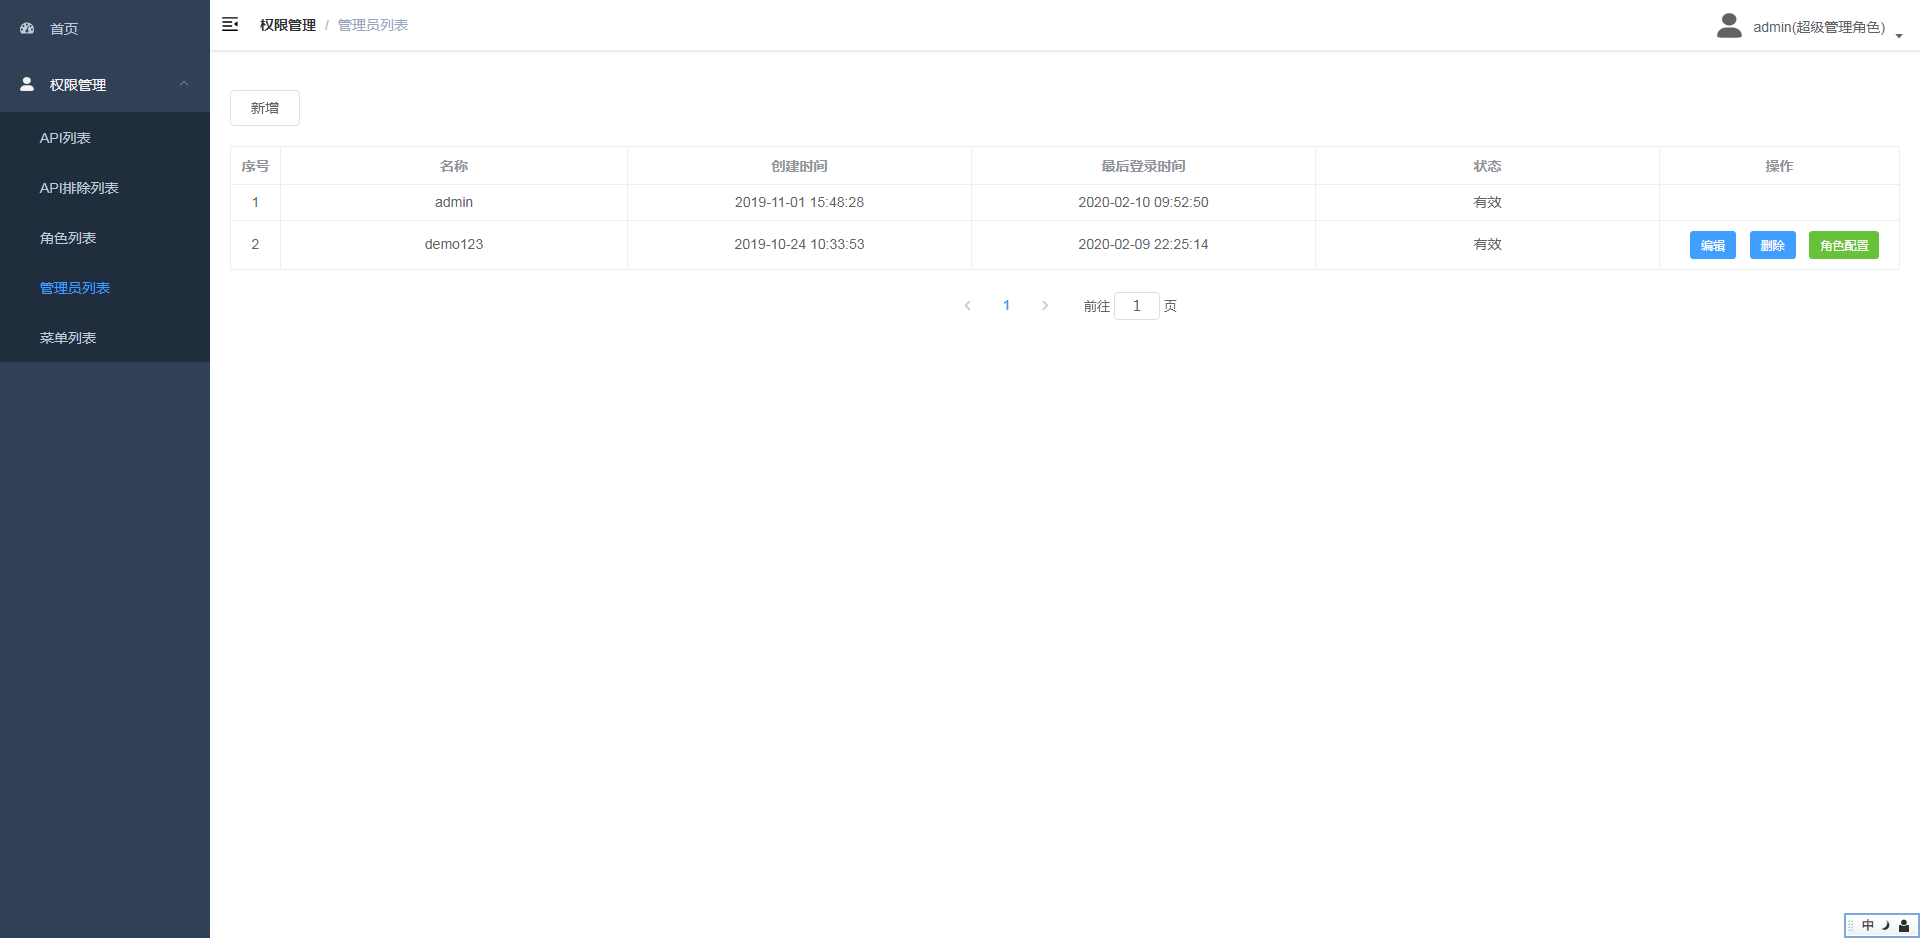 首页
权限管理
API列表
API排除列表
角色列表
管理员列表
菜单列表
权限管理 / 管理员列表
admin(超级管理角色)
新增
序号 名称 创建时间 最后登录时间 状态 操作
1 admin 2019-11-01 15:48:28 2020-02-10 09:52:50 有效
2 demo123 2019-10-24 10:33:53 2020-02-09 22:25:14 有效 编辑 删除 角色配置
1 前往 1 页
中